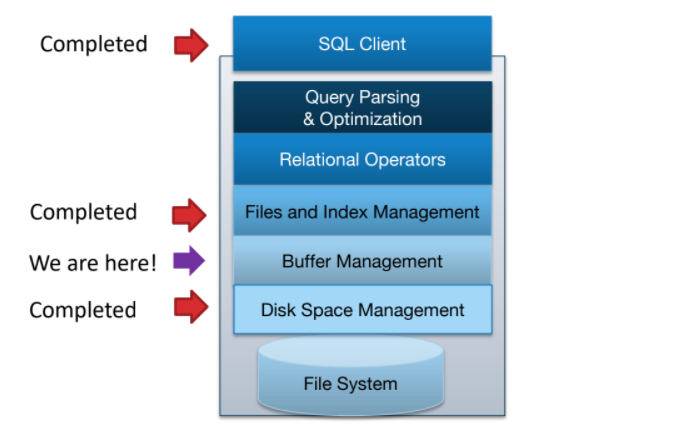 Completed
SQL Client
Query Parsing
& Optimization
Relational Operators
Completed
Files and Index Management
We are here!
Buffer Management
Completed
Disk Space Management
File System